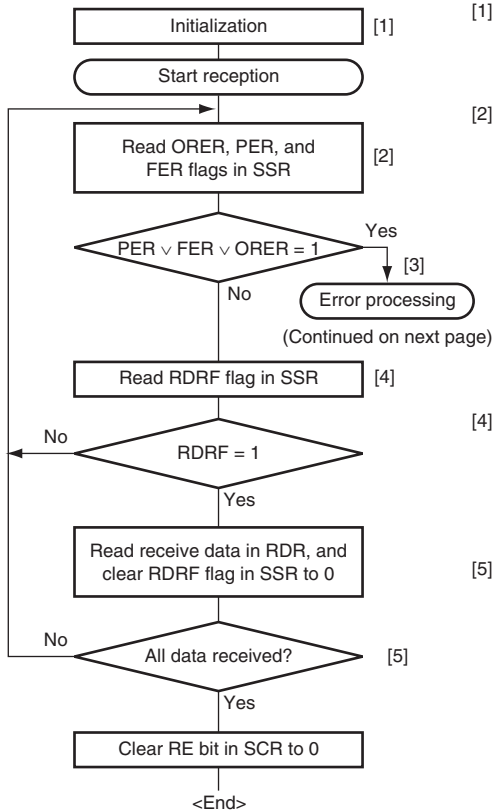 Initialization [1]
[1]
Start reception
[2]
Read ORER, PER, and
FER flags in SSR
[2]
PER ∨ FER ∨ ORER = 1
Yes
[3]
No
Error processing
(Continued on next page)
Read RDRF flag in SSR [4]
[4]
No
RDRF = 1
Yes
Read receive data in RDR, and
clear RDRF flag in SSR to 0
[5]
No
All data received? [5]
Yes
Clear RE bit in SCR to 0
<End>